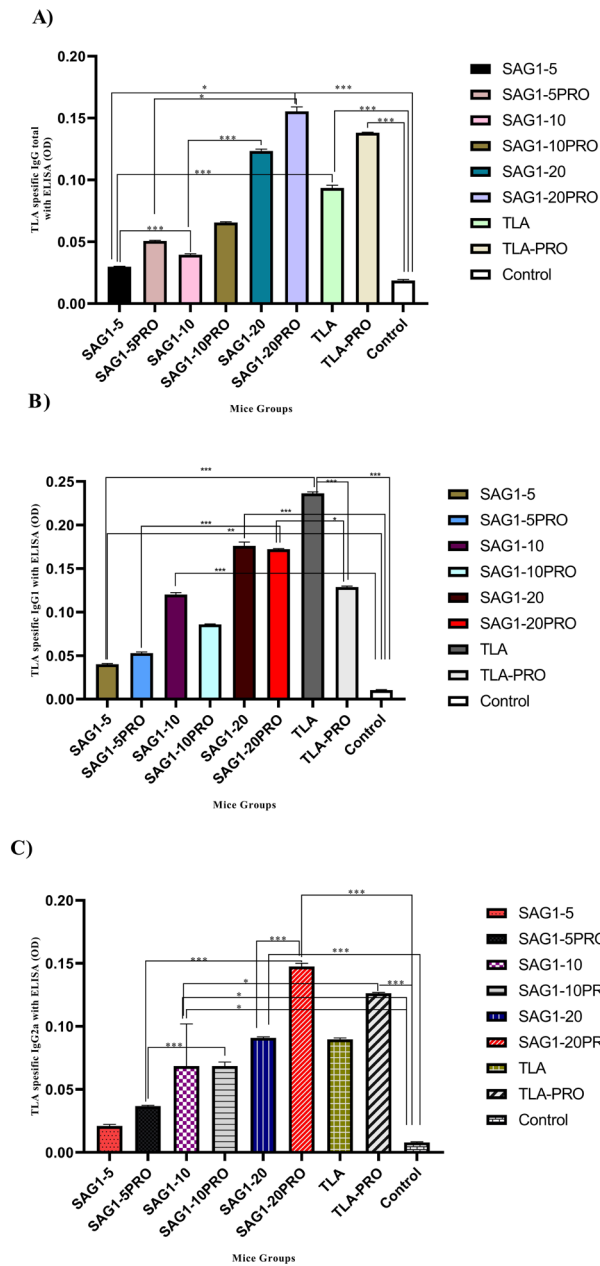 A)
TLA spesific IgG total
with ELISA (OD)
0.20
0.15
0.10
0.05
0.00
*
***
*
***
***
***
***
***
SAG1-5
SAG1-5PRO
SAG1-10
SAG1-10PRO
SAG1-20
SAG1-20PRO
TLA
TLA-PRO
Control
Mice Groups
SAG1-5
SAG1-5PRO
SAG1-10
SAG1-10PRO
SAG1-20
SAG1-20PRO
TLA
TLA-PRO
Control
B)
TLA spesific IgG1 with ELISA (OD)
0.25
0.20
0.15
0.10
0.05
0.00
***
***
***
***
***
*
**
***
SAG1-5
SAG1-5PRO
SAG1-10
SAG1-10PRO
SAG1-20
SAG1-20PRO
TLA
TLA-PRO
Control
Mice Groups
SAG1-5
SAG1-5PRO
SAG1-10
SAG1-10PRO
SAG1-20
SAG1-20PRO
TLA
TLA-PRO
Control
C)
TLA spesific IgG2a with ELISA (OD)
0.20
0.15
0.10
0.05
0.00
***
***
***
***
*
***
*
*
***
SAG1-5
SAG1-5PRO
SAG1-10
SAG1-10PRO
SAG1-20
SAG1-20PRO
TLA
TLA-PRO
Control
Mice Groups
SAG1-5
SAG1-5PRO
SAG1-10
SAG1-10PR
SAG1-20
SAG1-20PR
TLA
TLA-PRO
Control